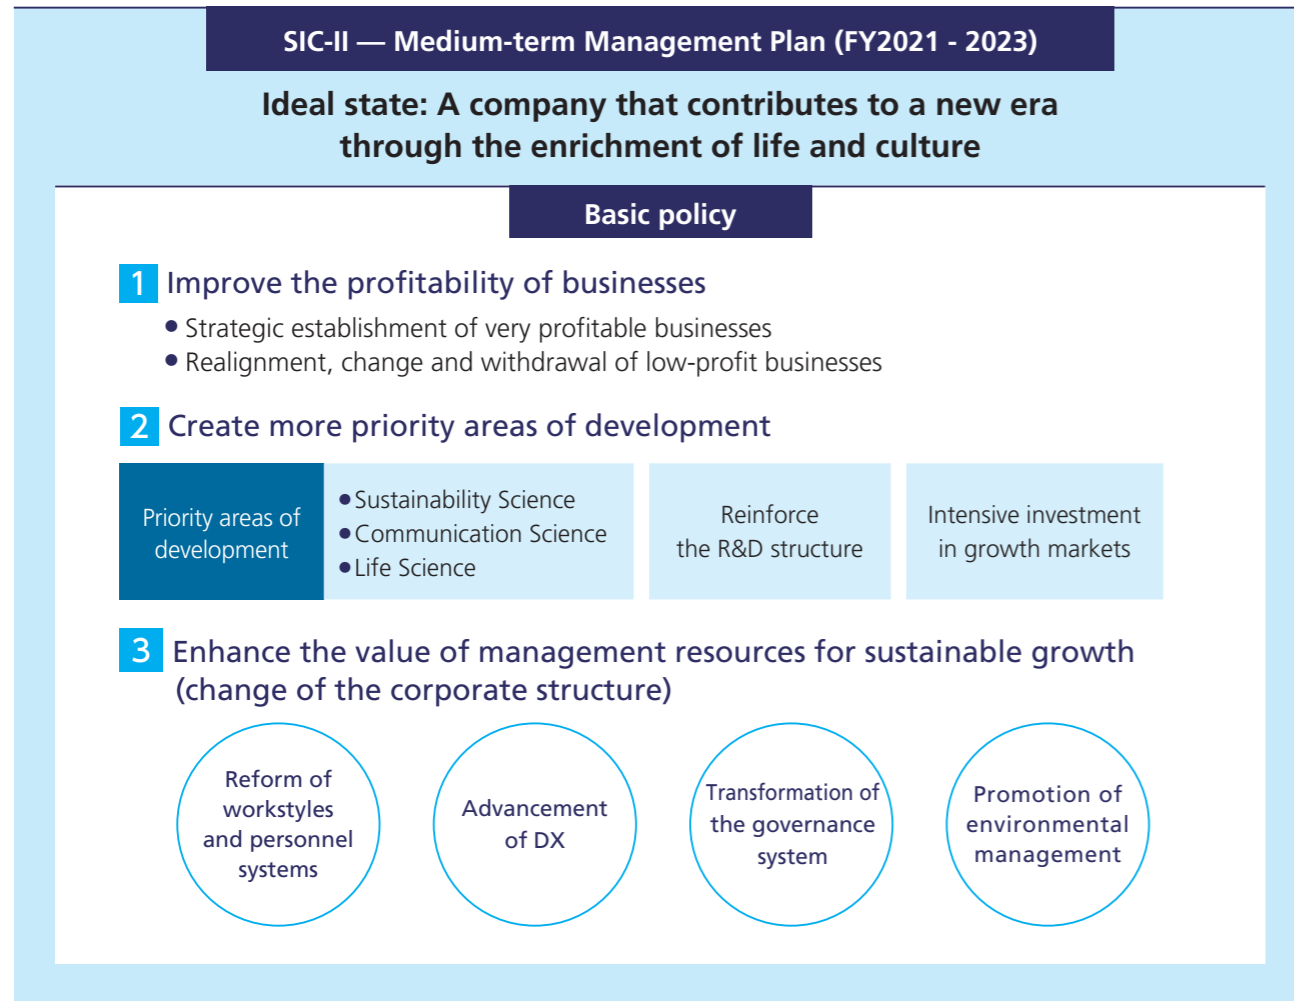 SIC-II — Medium-term Management Plan (FY2021 - 2023)
Ideal state: A company that contributes to a new era
through the enrichment of life and culture
Basic policy
1 Improve the profitability of businesses
• Strategic establishment of very profitable businesses
• Realignment, change and withdrawal of low-profit businesses
2 Create more priority areas of development
Priority areas of
development
• Sustainability Science
• Communication Science
• Life Science
Reinforce
the R&D structure
Intensive investment
in growth markets
3 Enhance the value of management resources for sustainable growth
(change of the corporate structure)
Reform of
workstyles
and personnel
systems
Advancement
of DX
Transformation of
the governance
system
Promotion of
environmental
management